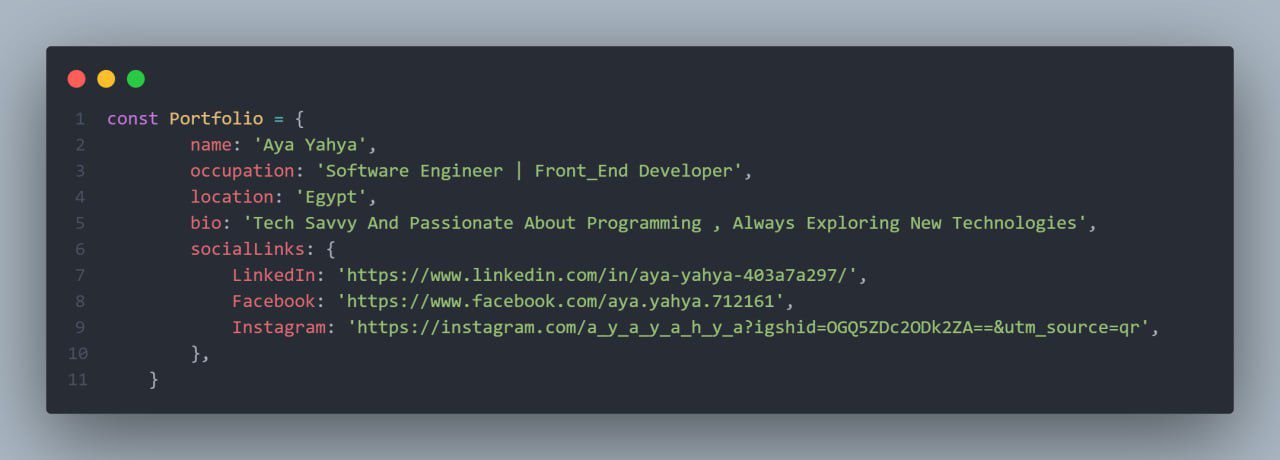 1 const Portfolio = {
2 name: 'Aya Yahya',
3 occupation: 'Software Engineer | Front_End Developer',
4 location: 'Egypt',
5 bio: 'Tech Savvy And Passionate About Programming , Always Exploring New Technologies',
6 socialLinks: {
7 LinkedIn: 'https://www.linkedin.com/in/aya-yahya-403a7a297/',
8 Facebook: 'https://www.facebook.com/aya.yahya.712161',
9 Instagram: 'https://instagram.com/a_y_a_y_a_h_y_a?igshid=OGQ5ZDc2ODk2ZA==&utm_source=qr',
10 },
11 }